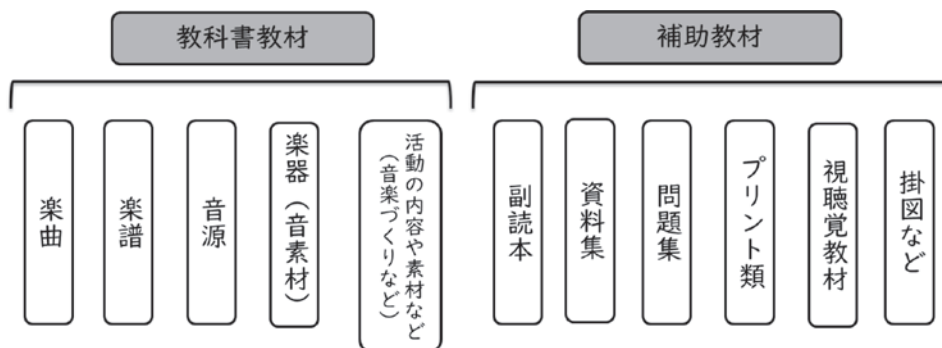 教科書教材
補助教材
楽曲
楽譜
音源
楽器（音素材）
活動の内容や素材など
（音楽づくりなど）
副読本
資料集
問題集
プリント類
視聴覚教材
掛図など